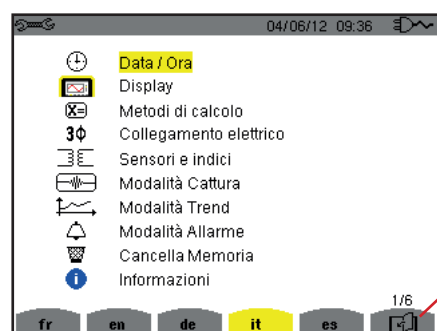 04/06/12 09:36
Data / Ora
Display
X= Metodi di calcolo
3Φ Collegamento elettrico
Sensori e indici
Modalità Cattura
Modalità Trend
Modalità Allarme
Cancella Memoria
i Informazioni
1/6
fr en de it es